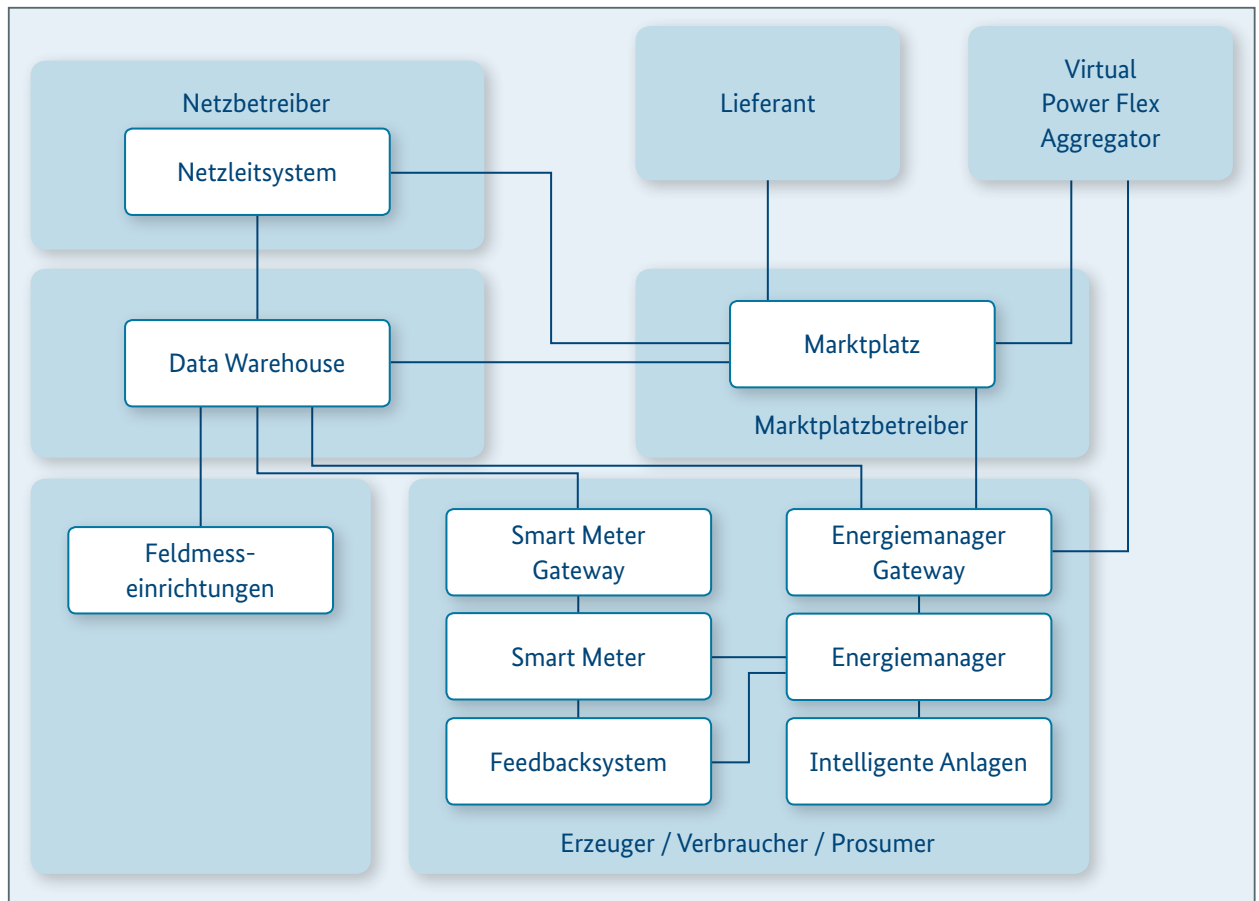 Netzbetreiber
Netzleitsystem
Lieferant
Virtual
Power Flex
Aggregator
Data Warehouse
Marktplatz
Marktplatzbetreiber
Feldmess-
einrichtungen
Smart Meter
Gateway
Energiemanager
Gateway
Smart Meter
Energiemanager
Feedbacksystem
Intelligente Anlagen
Erzeuger / Verbraucher / Prosumer